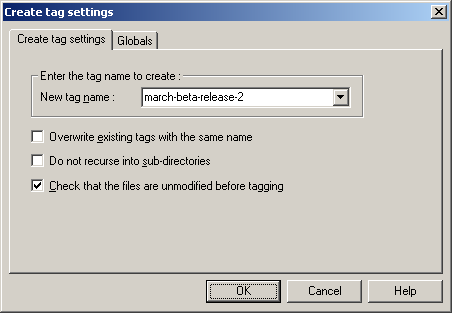 Create tag settings
Create tag settings Globals
Enter the tag name to create :
New tag name : march-beta-release-2
Overwrite existing tags with the same name
Do not recurse into sub-directories
Check that the files are unmodified before tagging
OK Cancel Help